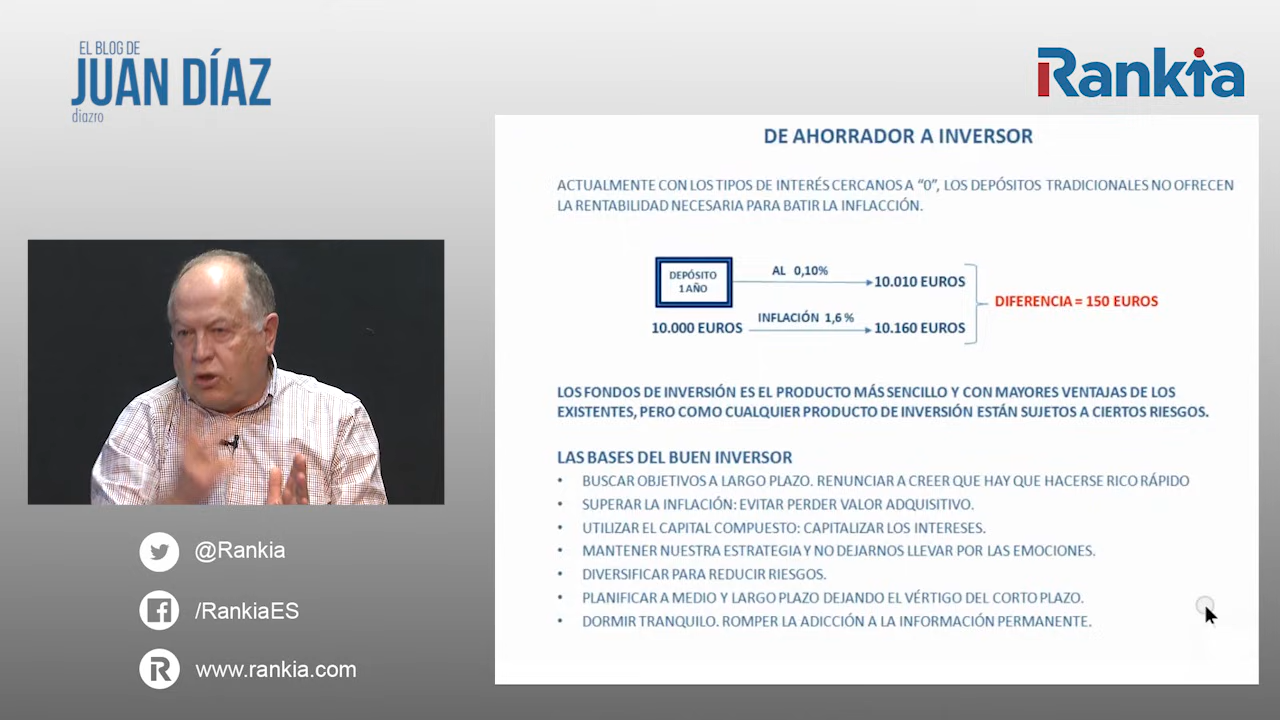 EL BLOG DE
JUAN DÍAZ
diazro
Rankia
DE AHORRADOR A INVERSOR
ACTUALMENTE CON LOS TIPOS DE INTERÉS CERCANOS A “0”, LOS DEPÓSITOS TRADICIONALES NO OFRECEN
LA RENTABILIDAD NECESARIA PARA BATIR LA INFLACCIÓN.
DEPÓSITO
1 AÑO
AL 0,10%
10.010 EUROS
DIFERENCIA = 150 EUROS
10.000 EUROS
INFLACIÓN 1,6 %
10.160 EUROS
LOS FONDOS DE INVERSIÓN ES EL PRODUCTO MÁS SENCILLO Y CON MAYORES VENTAJAS DE LOS
EXISTENTES, PERO COMO CUALQUIER PRODUCTO DE INVERSIÓN ESTÁN SUJETOS A CIERTOS RIESGOS.
LAS BASES DEL BUEN INVERSOR
• BUSCAR OBJETIVOS A LARGO PLAZO. RENUNCIAR A CREER QUE HAY QUE HACERSE RICO RÁPIDO
• SUPERAR LA INFLACIÓN: EVITAR PERDER VALOR ADQUISITIVO.
• UTILIZAR EL CAPITAL COMPUESTO: CAPITALIZAR LOS INTERESES.
• MANTENER NUESTRA ESTRATEGIA Y NO DEJARNOS LLEVAR POR LAS EMOCIONES.
• DIVERSIFICAR PARA REDUCIR RIESGOS.
• PLANIFICAR A MEDIO Y LARGO PLAZO DEJANDO EL VÉRTIGO DEL CORTO PLAZO.
• DORMIR TRANQUILO. ROMPER LA ADICCIÓN A LA INFORMACIÓN PERMANENTE.
@Rankia
/RankiaES
www.rankia.com